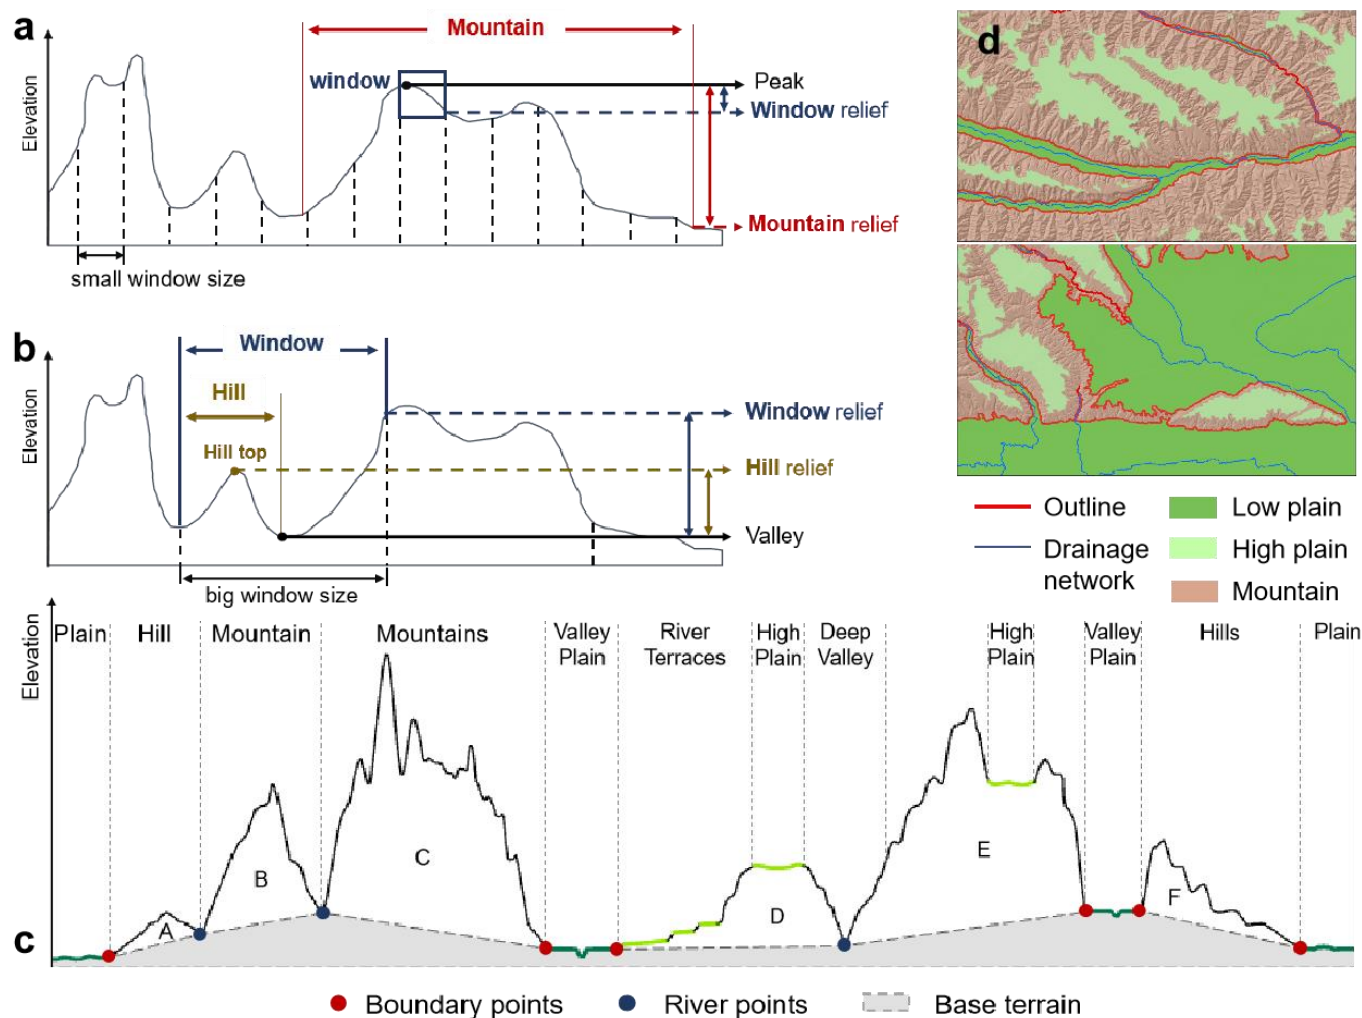 a
Elevation
Mountain
window
Peak
Window relief
Mountain relief
small window size
b
Elevation
Window
Hill
Hill top
Window relief
Hill relief
Valley
big window size
c
Elevation
Plain
Hill
Mountain
Mountains
Valley
Plain
River
Terraces
High
Plain
Deep
Valley
High
Plain
Valley
Plain
Hills
Plain
A
B
C
D
E
F
Boundary points
River points
Base terrain
d
Outline
Drainage
network
Low plain
High plain
Mountain